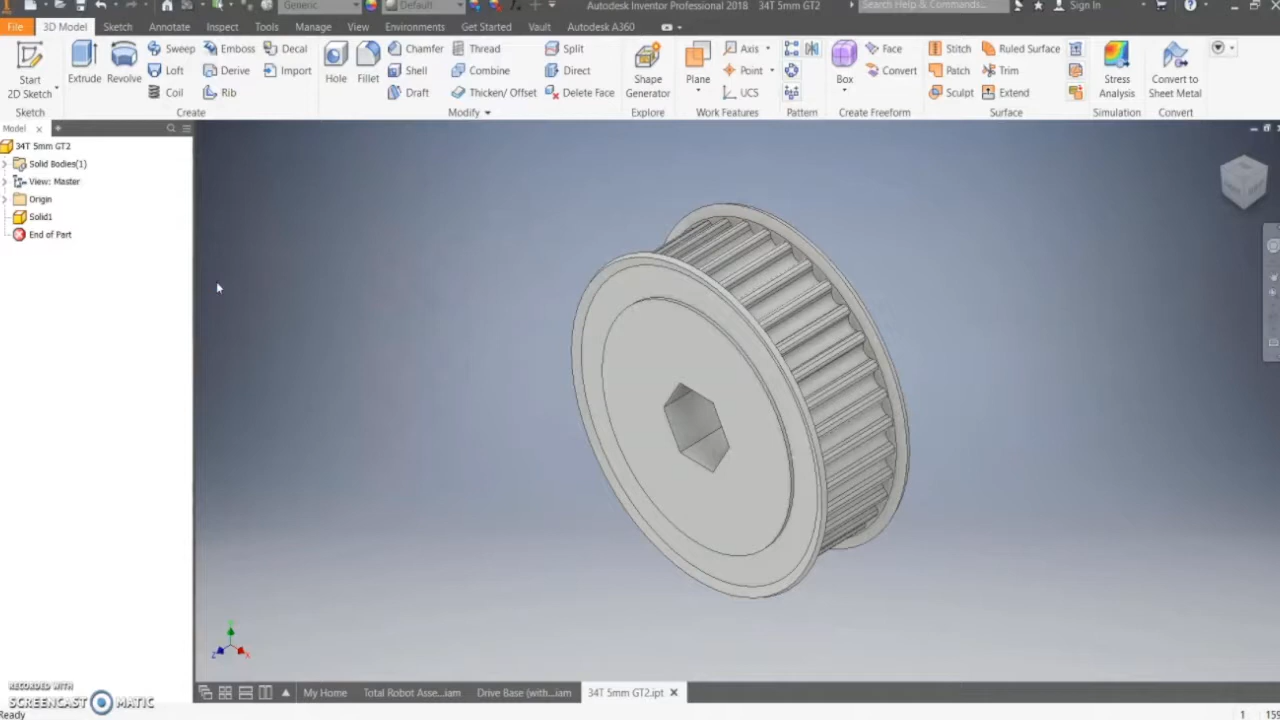 Generic Default Autodesk Inventor Professional 2018 34T 5mm GT2 Search Help & Commands... Sign In
File 3D Model Sketch Annotate Inspect Tools Manage View Environments Get Started Vault Autodesk A360
Start 2D Sketch
Sketch
Extrude Revolve
Sweep Emboss Decal
Loft Derive Import
Coil Rib
Create
Hole Fillet
Chamfer Thread Split
Shell Combine Direct
Draft Thicken/ Offset Delete Face
Modify
Shape Generator
Explore
Plane
Axis
Point
UCS
Work Features
Pattern
Box
Face
Convert
Create Freeform
Stitch Ruled Surface
Patch Trim
Sculpt Extend
Surface
Stress Analysis
Simulation
Convert to Sheet Metal
Convert
Model
34T 5mm GT2
Solid Bodies(1)
View: Master
Origin
Solid1
End of Part
My Home Total Robot Asse...iam Drive Base (with...iam 34T 5mm GT2.ipt
RECORDED WITH
SCREENCAST MATIC
Ready 1 159